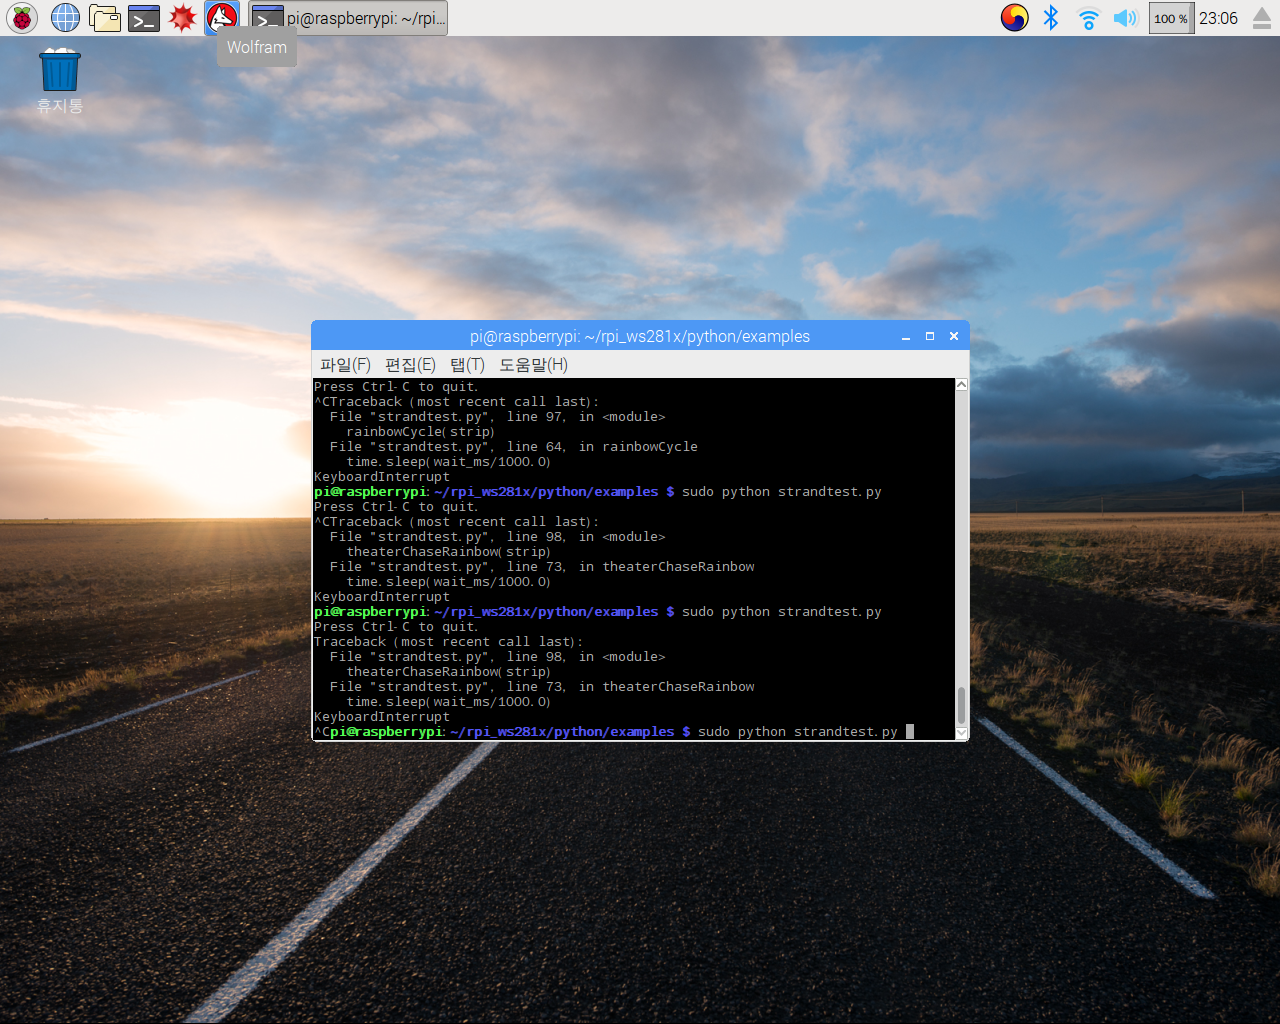 pi@raspberrypi: ~/rpi...
100 %
23:06
Wolfram
휴지통
pi@raspberrypi: ~/rpi_ws281x/python/examples
파일(F) 편집(E) 탭(T) 도움말(H)
Press Ctrl-C to quit.
^CTraceback (most recent call last):
  File "strandtest.py", line 97, in <module>
    rainbowCycle(strip)
  File "strandtest.py", line 64, in rainbowCycle
    time.sleep(wait_ms/1000.0)
KeyboardInterrupt
pi@raspberrypi:~/rpi_ws281x/python/examples $ sudo python strandtest.py
Press Ctrl-C to quit.
^CTraceback (most recent call last):
  File "strandtest.py", line 98, in <module>
    theaterChaseRainbow(strip)
  File "strandtest.py", line 73, in theaterChaseRainbow
    time.sleep(wait_ms/1000.0)
KeyboardInterrupt
pi@raspberrypi:~/rpi_ws281x/python/examples $ sudo python strandtest.py
Press Ctrl-C to quit.
Traceback (most recent call last):
  File "strandtest.py", line 98, in <module>
    theaterChaseRainbow(strip)
  File "strandtest.py", line 73, in theaterChaseRainbow
    time.sleep(wait_ms/1000.0)
KeyboardInterrupt
^Cpi@raspberrypi:~/rpi_ws281x/python/examples $ sudo python strandtest.py